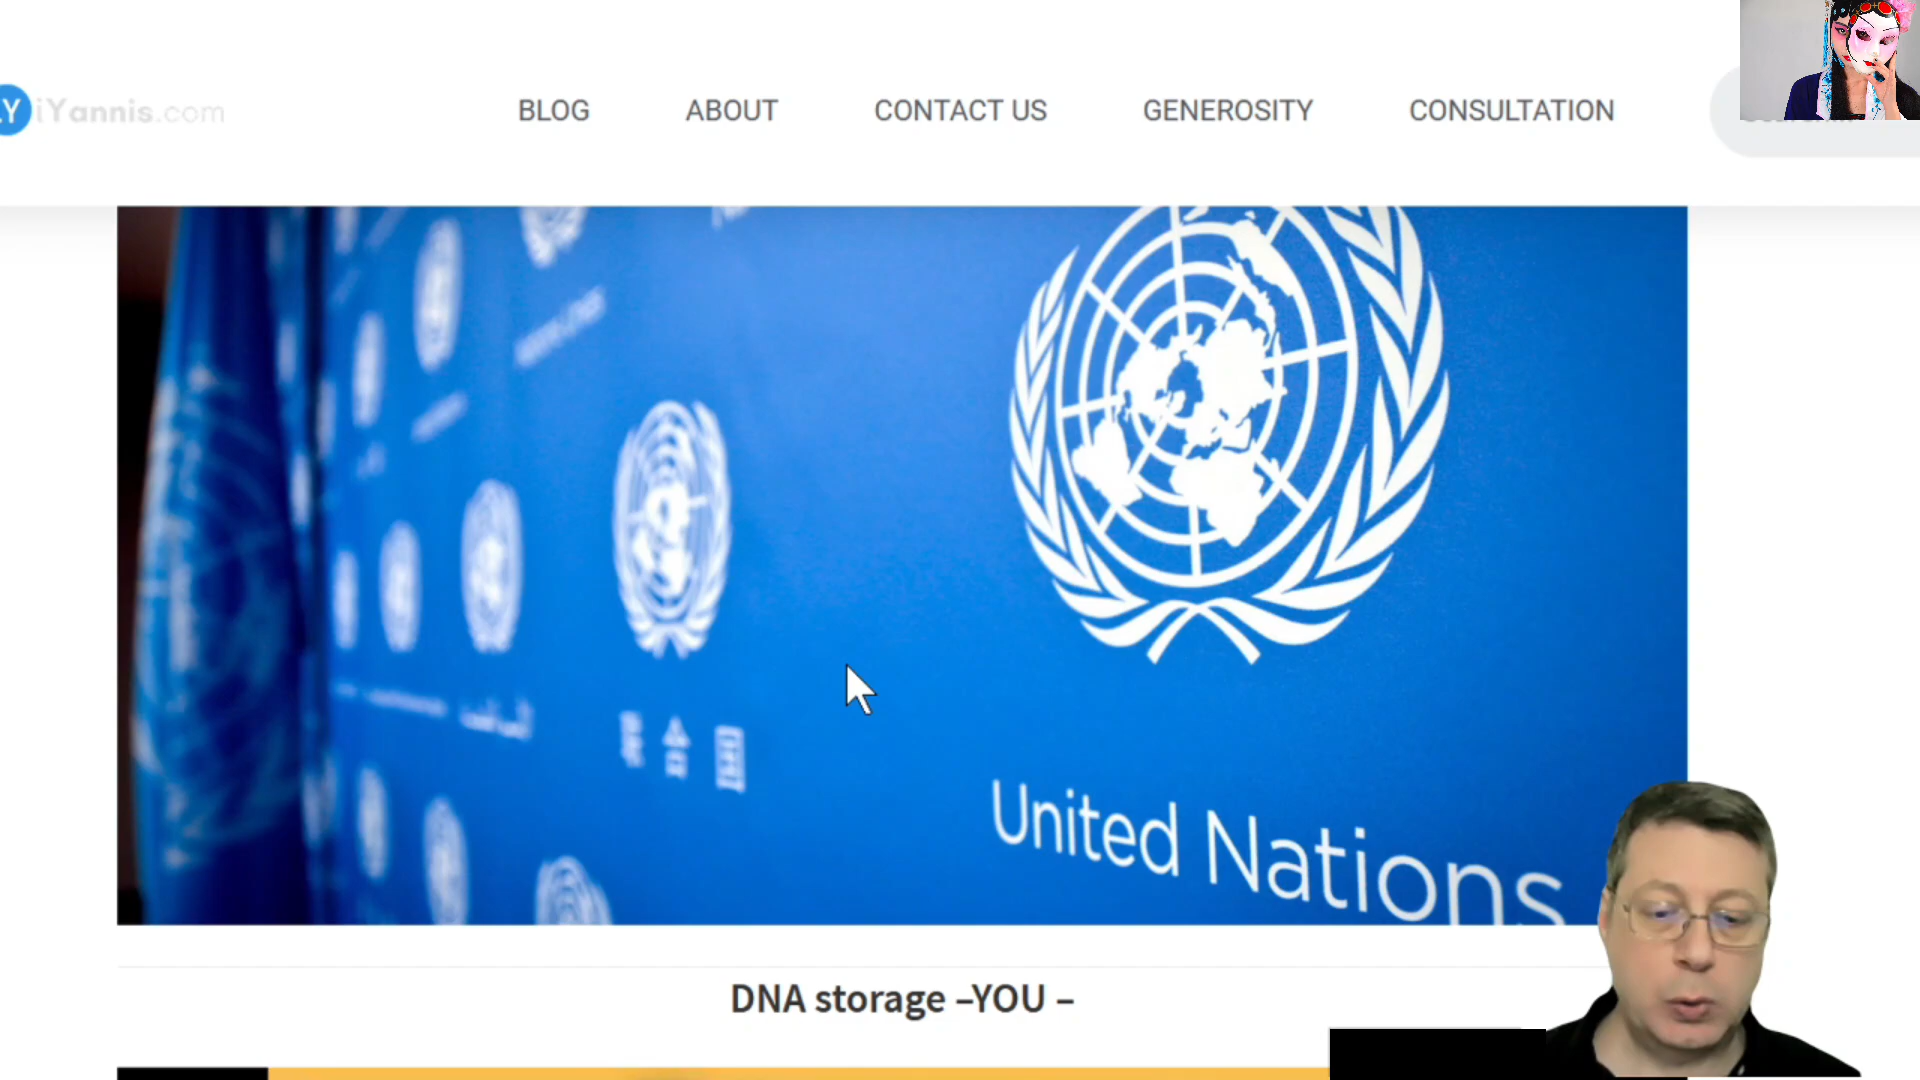 Y iYannis.com
BLOG
ABOUT
CONTACT US
GENEROSITY
CONSULTATION
United Nations
DNA storage –YOU –